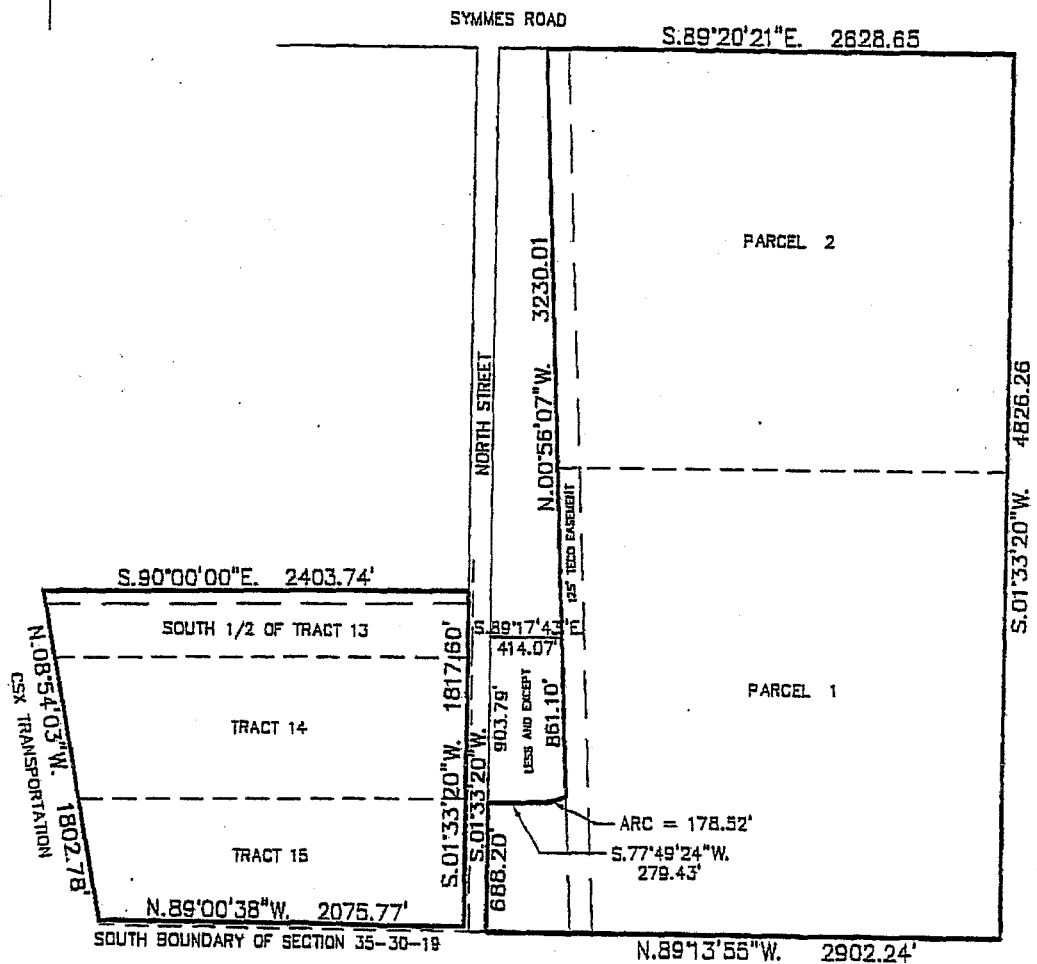 SYMMES ROAD
S.89°20'21"E. 2628.65
PARCEL 2
3230.01
N.00°56'07"W.
NORTH STREET
4826.26
S.01°33'20"W.
125' TECO EASEMENT
S.90°00'00"E. 2403.74'
SOUTH 1/2 OF TRACT 13
S.89°17'43"E
414.07'
N.08°54'03"W. 1802.78'
CSX TRANSPORTATION
TRACT 14
S.01°33'20"W. 1817.60'
S.01°33'20"W.
903.79'
LESS AND EXCEPT
861.10'
PARCEL 1
ARC = 178.52'
TRACT 15
S.77°49'24"W.
279.43'
688.20'
N.89°00'38"W. 2075.77'
SOUTH BOUNDARY OF SECTION 35-30-19
N.89°13'55"W. 2902.24'